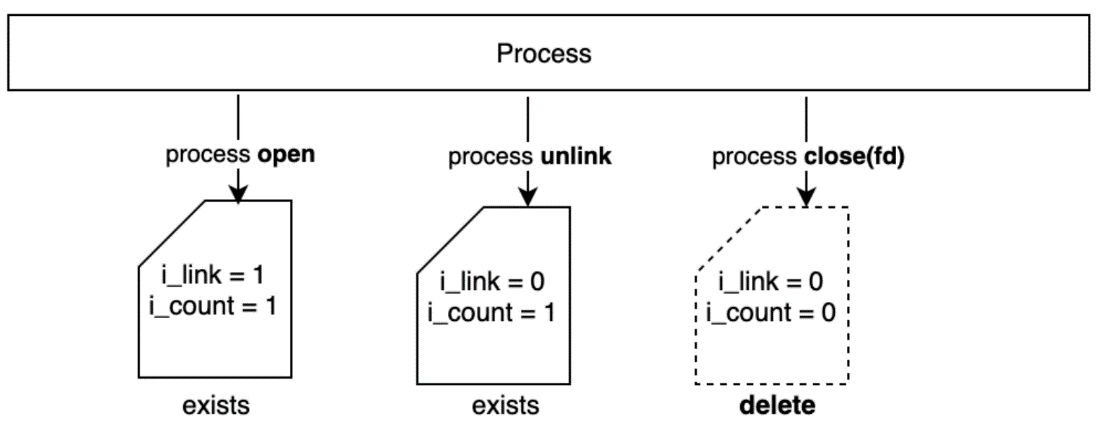 Process
process open
process unlink
process close(fd)
i_link = 1
i_count = 1
i_link = 0
i_count = 1
i_link = 0
i_count = 0
exists
exists
delete